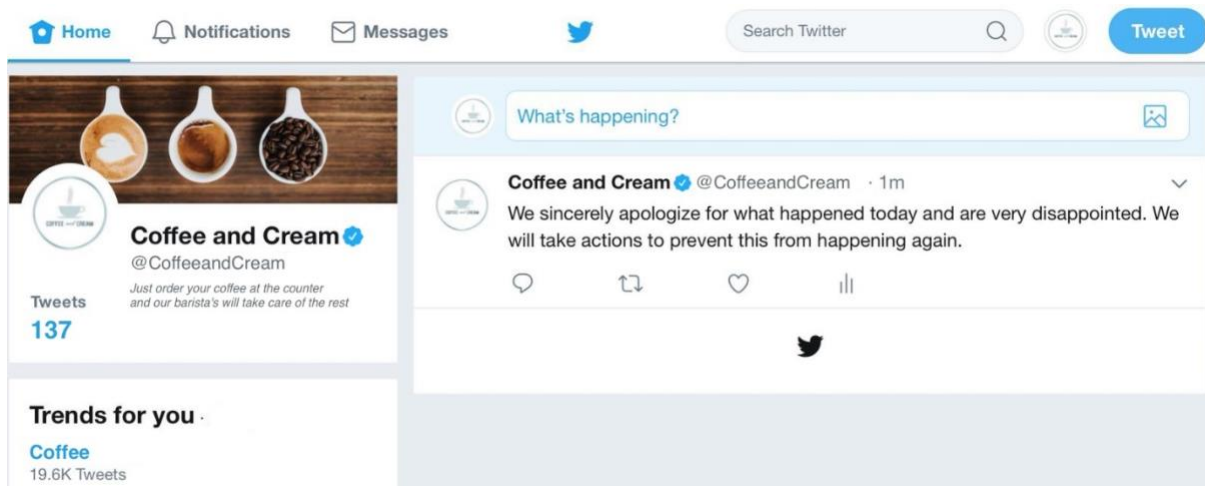 Home Notifications Messages Search Twitter Tweet
What's happening?
COFFEE and CREAM
Coffee and Cream
@CoffeeandCream
Just order your coffee at the counter
and our barista's will take care of the rest
Tweets
137
Coffee and Cream @CoffeeandCream · 1m
We sincerely apologize for what happened today and are very disappointed. We
will take actions to prevent this from happening again.
Trends for you ·
Coffee
19.6K Tweets